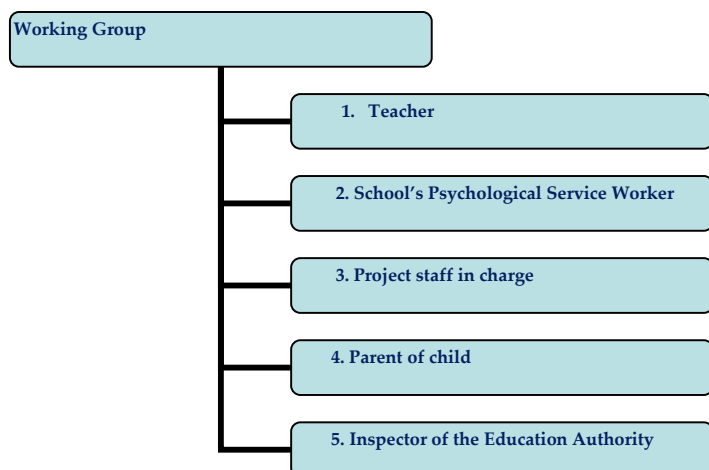 Working Group
1. Teacher
2. School's Psychological Service Worker
3. Project staff in charge
4. Parent of child
5. Inspector of the Education Authority